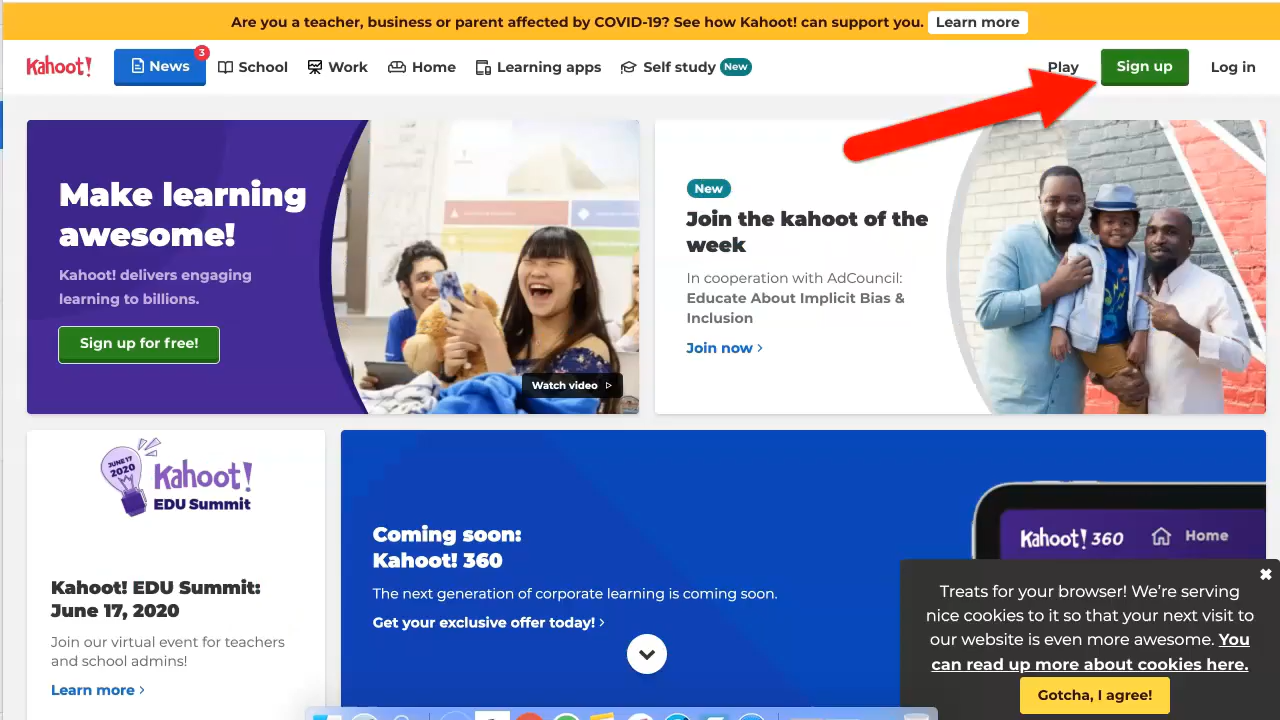 Are you a teacher, business or parent affected by COVID-19? See how Kahoot! can support you. Learn more
Kahoot! News 3 School Work Home Learning apps Self study New Play Sign up Log in
Make learning
awesome!
Kahoot! delivers engaging
learning to billions.
Sign up for free!
Watch video
New
Join the kahoot of the
week
In cooperation with AdCouncil:
Educate About Implicit Bias &
Inclusion
Join now
JUNE 17
2020
Kahoot!
EDU Summit
Kahoot! EDU Summit:
June 17, 2020
Join our virtual event for teachers
and school admins!
Learn more
Coming soon:
Kahoot! 360
The next generation of corporate learning is coming soon.
Get your exclusive offer today!
Kahoot! 360 Home
Treats for your browser! We're serving
nice cookies to it so that your next visit to
our website is even more awesome. You
can read up more about cookies here.
Gotcha, I agree!